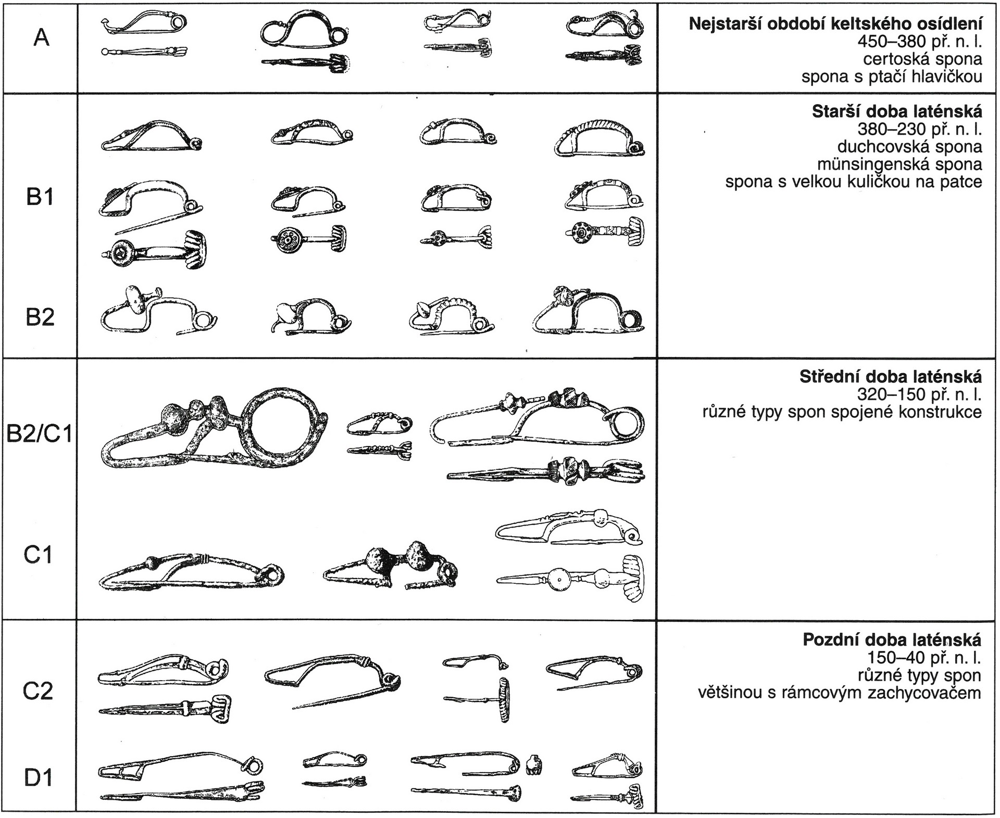 A
Nejstarší období keltského osídlení
450–380 př. n. l.
certoská spona
spona s ptačí hlavičkou
Starší doba laténská
380–230 př. n. l.
duchcovská spona
münsingenská spona
spona s velkou kuličkou na patce
B1
B2
Střední doba laténská
320–150 př. n. l.
různé typy spon spojené konstrukce
B2/C1
C1
Pozdní doba laténská
150–40 př. n. l.
různé typy spon
většinou s rámcovým zachycovačem
C2
D1